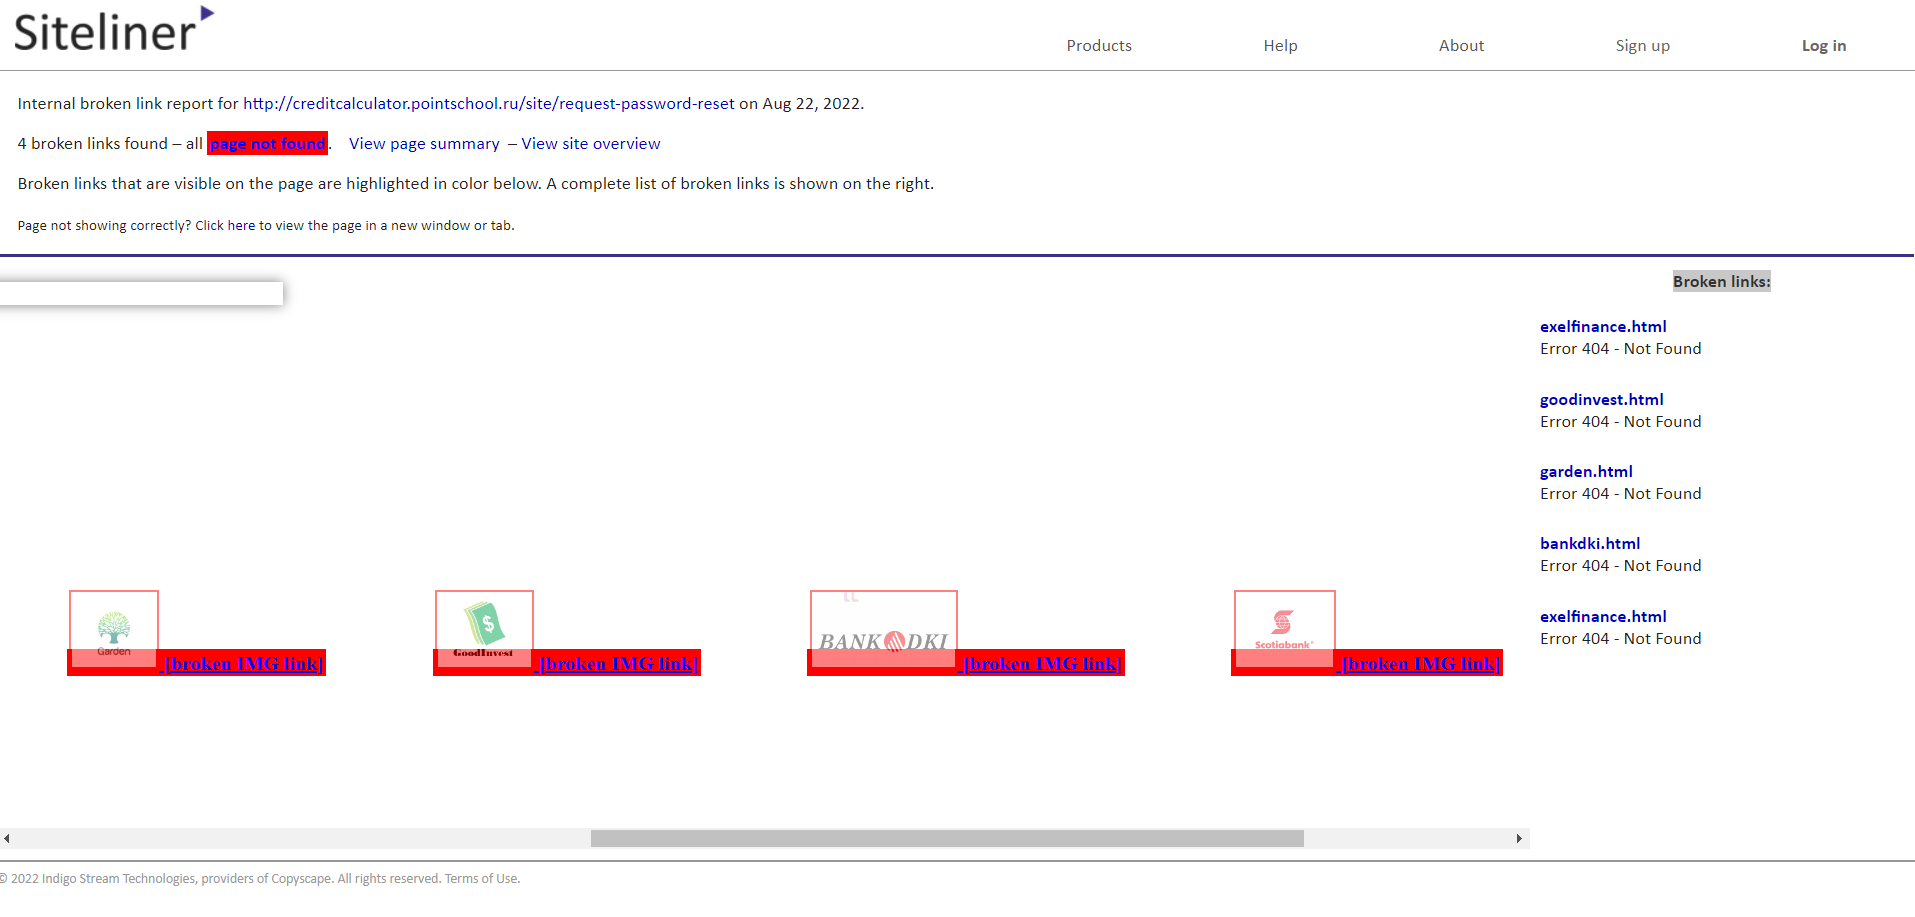 Siteliner
Products Help About Sign up Log in
Internal broken link report for http://creditcalculator.pointschool.ru/site/request-password-reset on Aug 22, 2022.
4 broken links found – all page not found. View page summary – View site overview
Broken links that are visible on the page are highlighted in color below. A complete list of broken links is shown on the right.
Page not showing correctly? Click here to view the page in a new window or tab.
Broken links:
exelfinance.html
Error 404 - Not Found
goodinvest.html
Error 404 - Not Found
garden.html
Error 404 - Not Found
bankdki.html
Error 404 - Not Found
exelfinance.html
Error 404 - Not Found
Garden
[broken IMG link]
$
GoodInvest
[broken IMG link]
BANK DKI
[broken IMG link]
Scotiabank
[broken IMG link]
© 2022 Indigo Stream Technologies, providers of Copyscape. All rights reserved. Terms of Use.